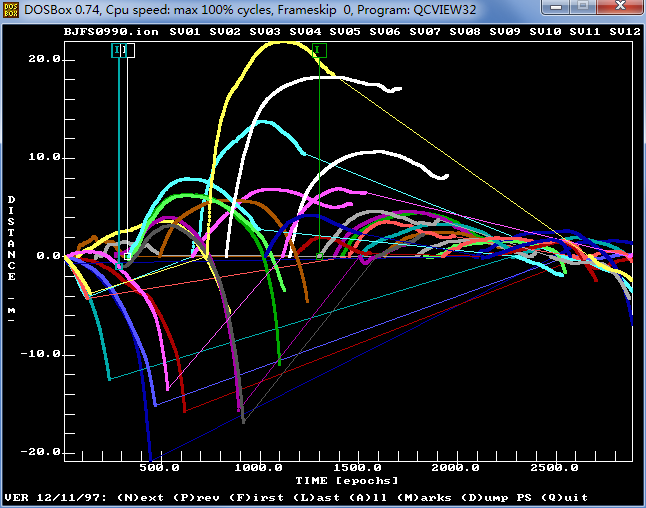 DOS
BOX
DOSBox 0.74, Cpu speed: max 100% cycles, Frameskip 0, Program: QCVIEW32
BJFS0990.ion SV01 SV03 SV04 SV05 SV06 SV07 SV08 SV09 SV10 SV11 SV12
20.0
I
I
10.0
DISTANCE - M -
0.0
-10.0
-20.0
500.0 1000.0 1500.0 2000.0 2500.0
TIME [epochs]
VER 12/11/97: (N)ext (P)rev (F)irst (L)ast (A)ll (M)arks (D)ump PS (Q)uit